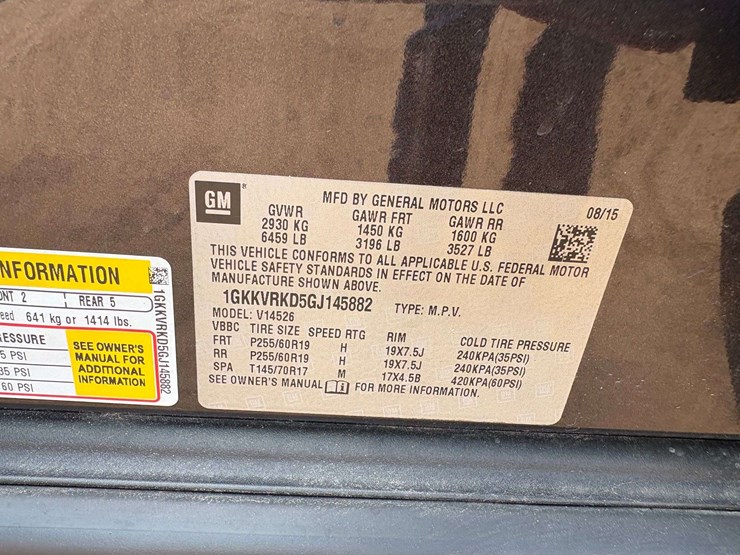 GM
MFD BY GENERAL MOTORS LLC 08/15
GVWR GAWR FRT GAWR RR
2930 KG 1450 KG 1600 KG
6459 LB 3196 LB 3527 LB
THIS VEHICLE CONFORMS TO ALL APPLICABLE U.S. FEDERAL MOTOR
VEHICLE SAFETY STANDARDS IN EFFECT ON THE DATE OF
MANUFACTURE SHOWN ABOVE.
1GKKVRKD5GJ145882 TYPE: M.P.V.
MODEL: V14526
VBBC TIRE SIZE SPEED RTG RIM COLD TIRE PRESSURE
FRT P255/60R19 H 19X7.5J 240KPA(35PSI)
RR P255/60R19 H 19X7.5J 240KPA(35PSI)
SPA T145/70R17 M 17X4.5B 420KPA(60PSI)
SEE OWNER'S MANUAL i FOR MORE INFORMATION.
NFORMATION
ONT 2 REAR 5
eed 641 kg or 1414 lbs.
ESSURE
5 PSI
35 PSI
60 PSI
SEE OWNER'S
MANUAL FOR
ADDITIONAL
INFORMATION
1GKKVRKD5GJ145882